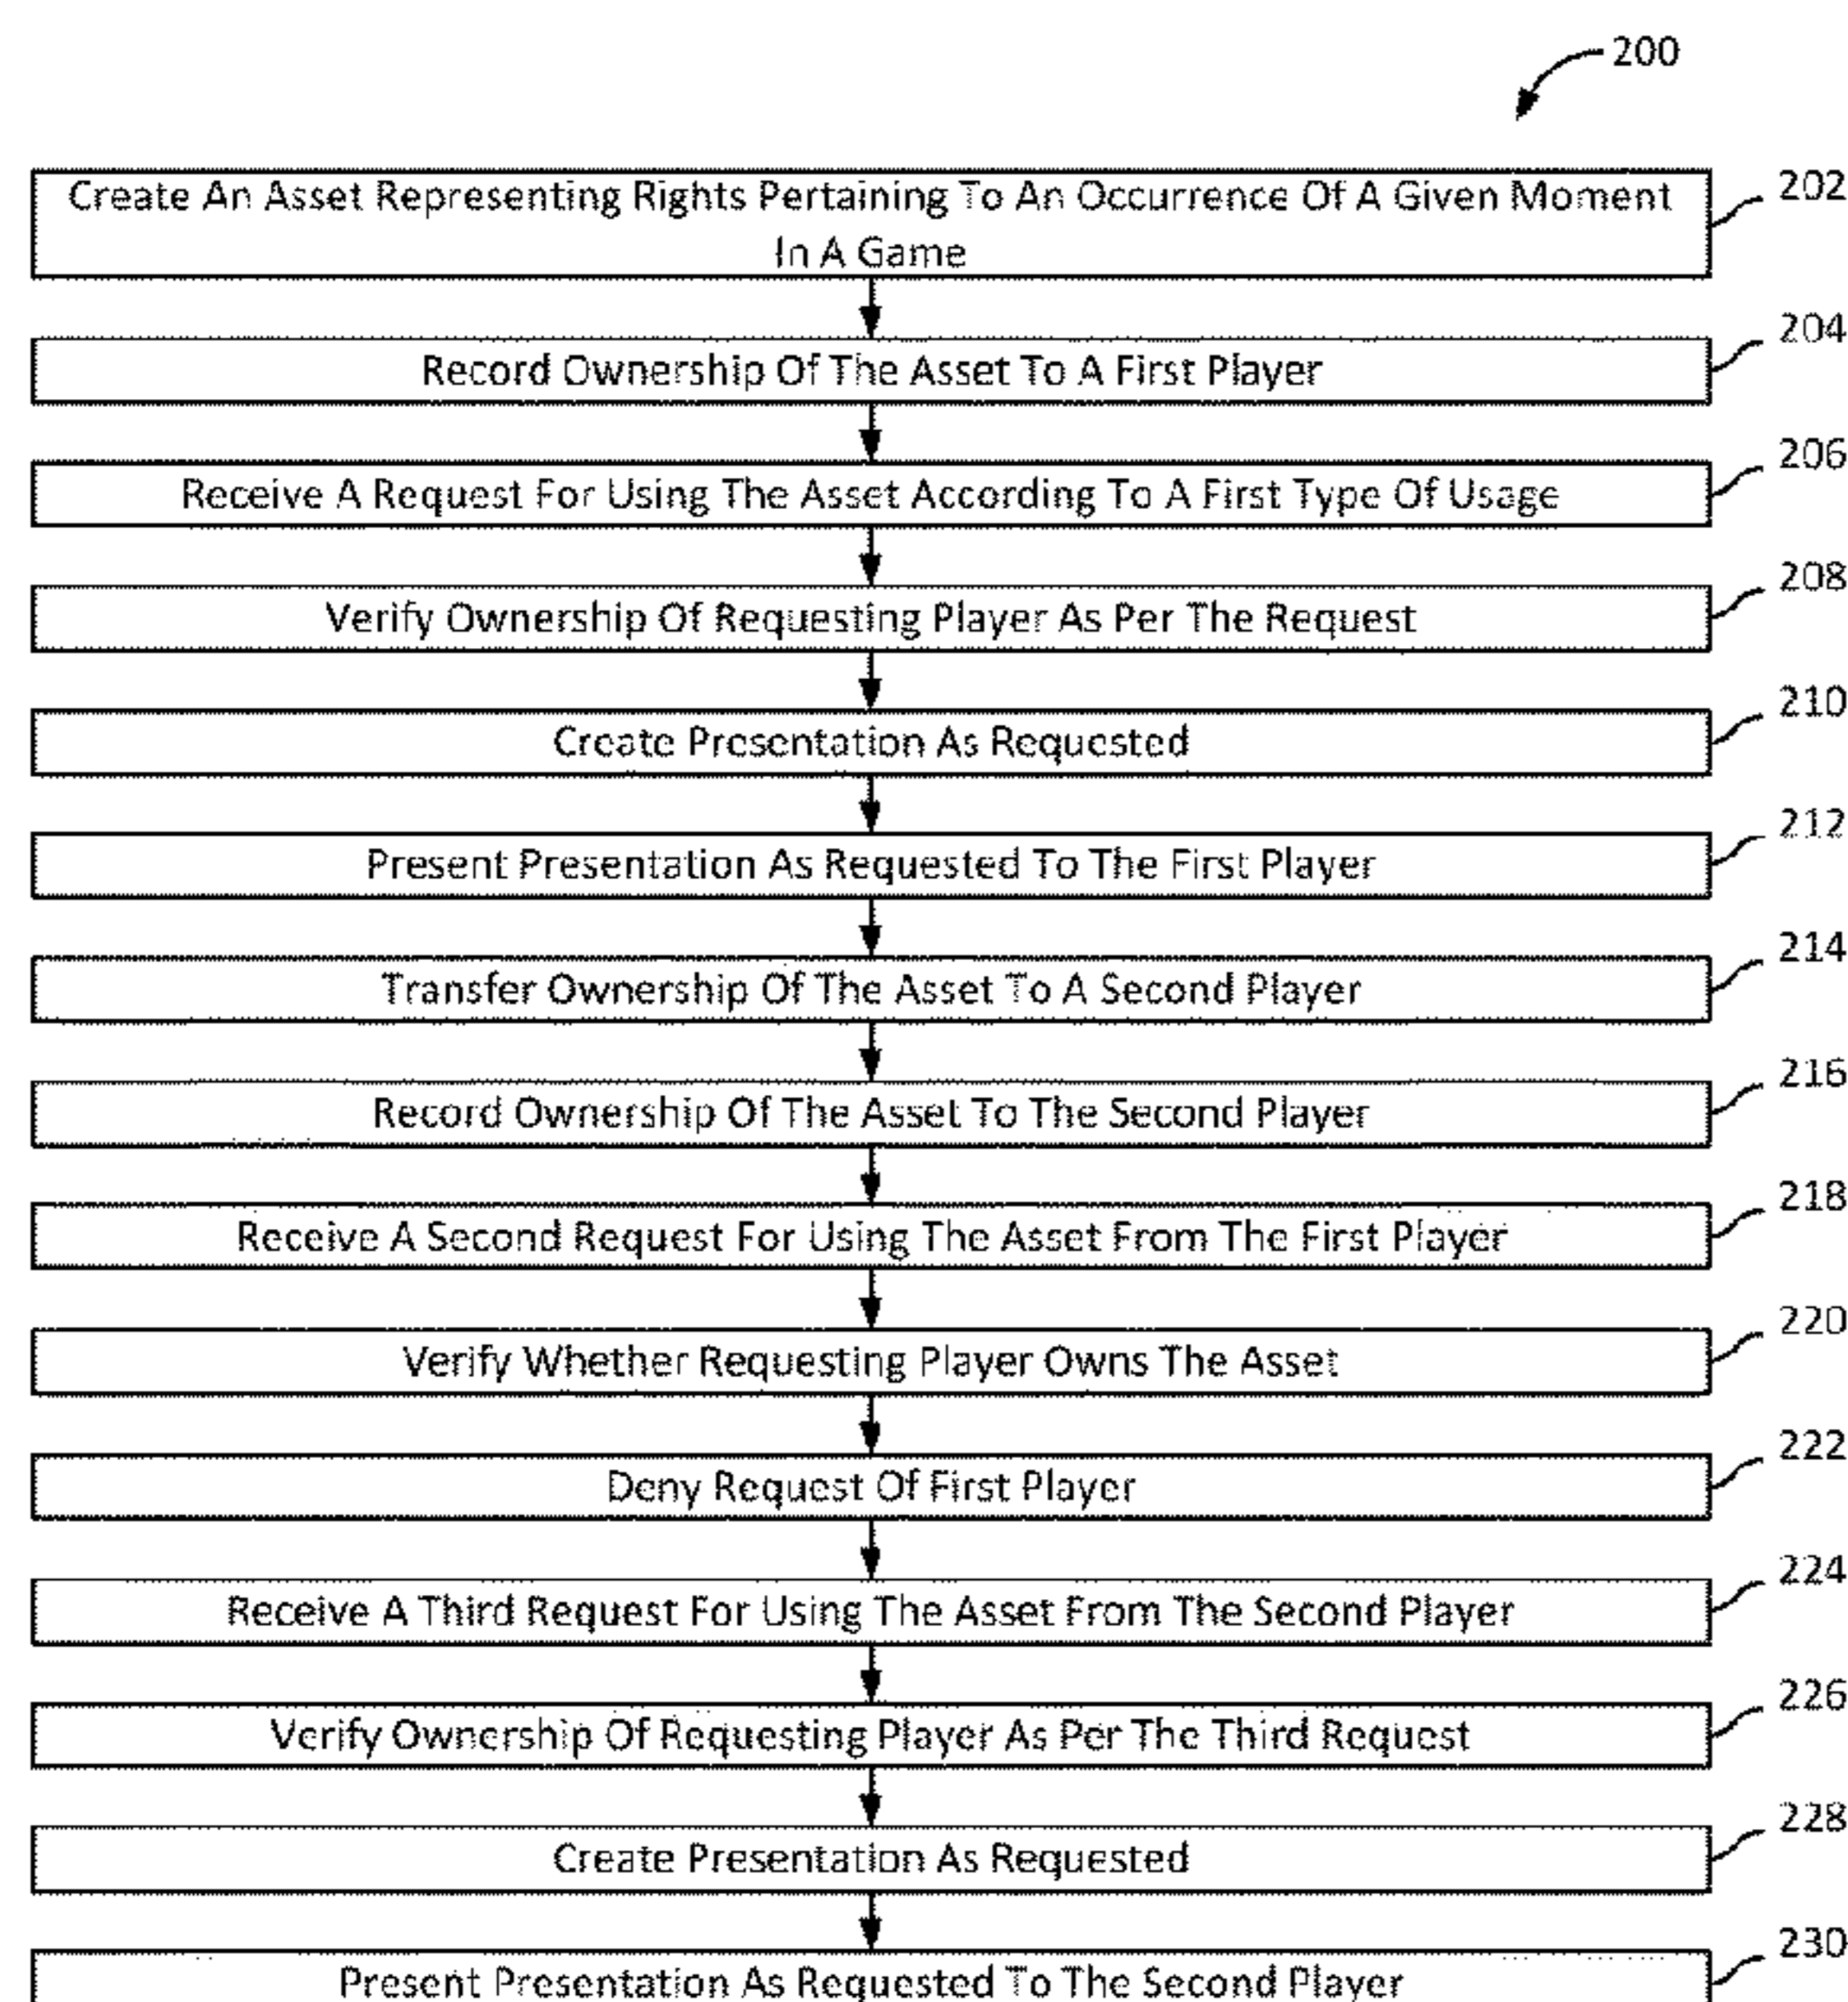 200
Create An Asset Representing Rights Pertaining To An Occurrence Of A Given Moment
In A Game
202
Record Ownership Of The Asset To A First Player
204
Receive A Request For Using The Asset According To A First Type Of Usage
206
Verify Ownership Of Requesting Player As Per The Request
208
Create Presentation As Requested
210
Present Presentation As Requested To The First Player
212
Transfer Ownership Of The Asset To A Second Player
214
Record Ownership Of The Asset To The Second Player
216
Receive A Second Request For Using The Asset From The First Player
218
Verify Whether Requesting Player Owns The Asset
220
Deny Request Of First Player
222
Receive A Third Request For Using The Asset From The Second Player
224
Verify Ownership Of Requesting Player As Per The Third Request
226
Create Presentation As Requested
228
Present Presentation As Requested To The Second Player
230